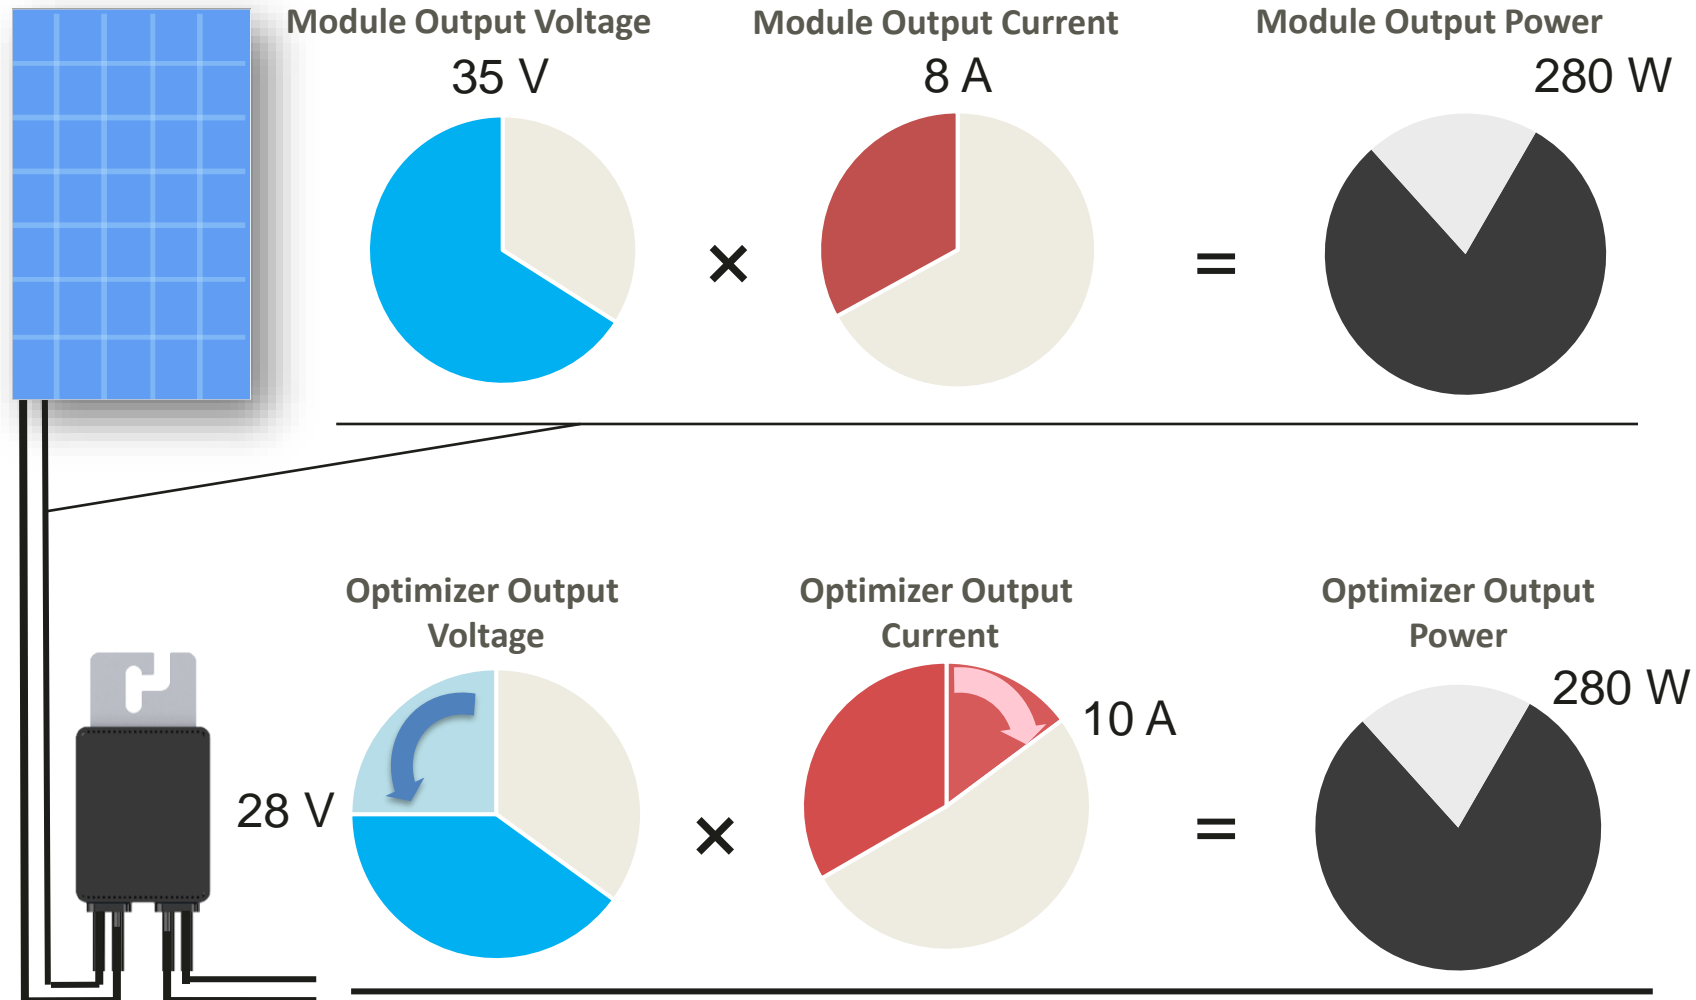 Module Output Voltage
35 V
Module Output Current
8 A
Module Output Power
280 W
×
=
Optimizer Output
Voltage
28 V
Optimizer Output
Current
10 A
Optimizer Output
Power
280 W
×
=